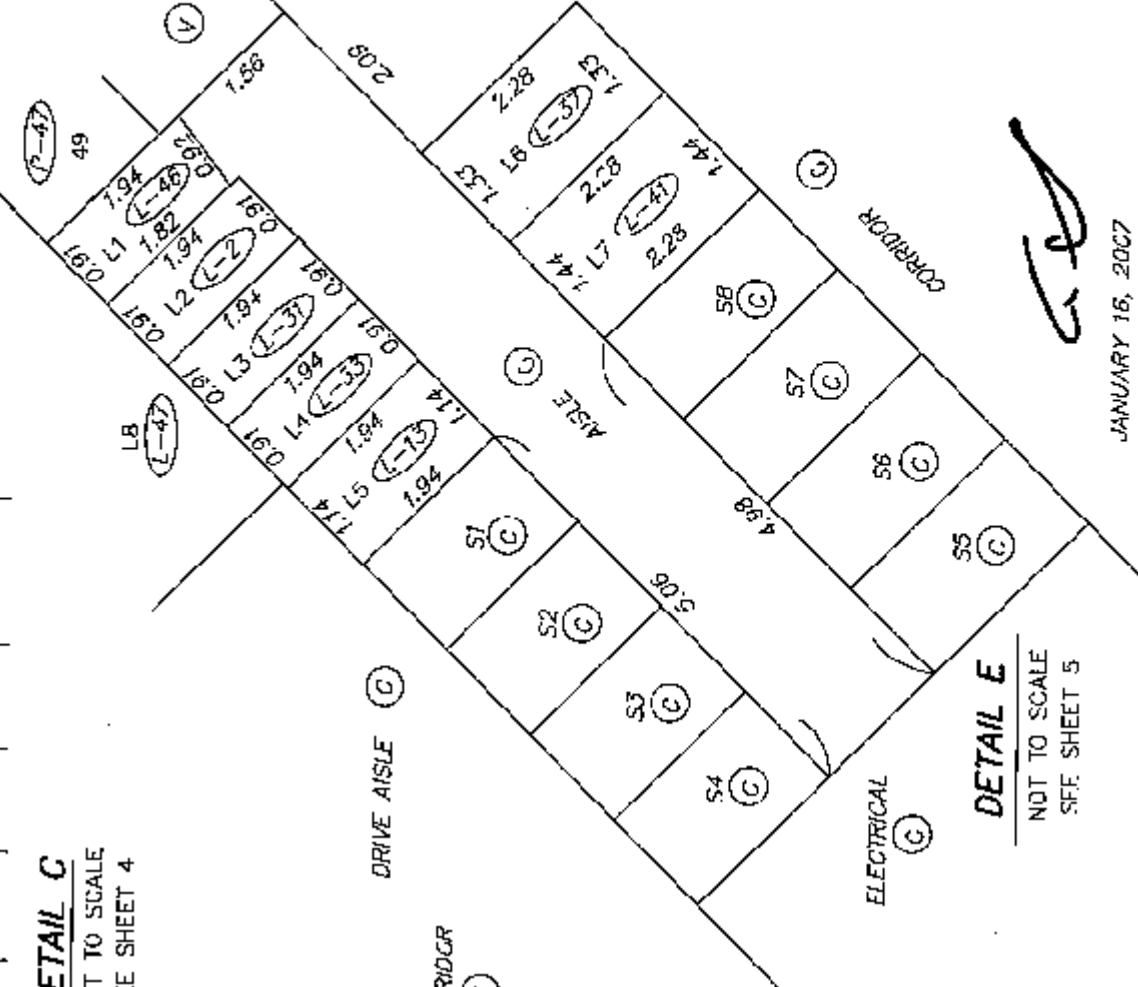 P-47
49
V
1.56
2.09
0.91
L1
1.94
L-46
1.82
0.92
0.91
L2
1.94
L-2
0.91
0.91
L3
1.94
L-31
0.91
0.91
L4
1.94
L-33
0.91
1.14
L5
1.94
L-13
1.94
1.14
L8
L-47
2.28
L6
L-37
1.33
1.33
2.28
L7
L-41
1.44
1.44
2.28
S8
C
S7
C
S6
C
S5
C
CORRIDOR
C
AISLE
C
S1
C
S2
C
S3
C
S4
C
5.06
4.98
DRIVE AISLE
C
ELECTRICAL
C
RIDOR
ETAIL C
T TO SCALE
E SHEET 4
DETAIL E
NOT TO SCALE
SEE SHEET 5
JANUARY 16, 2007